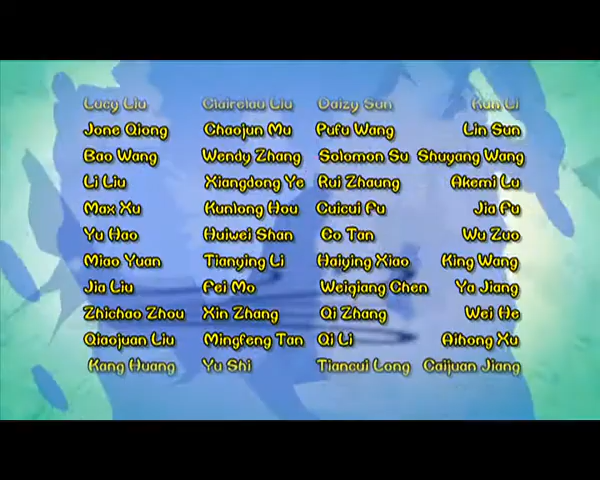 Lacy Liu Clairelau Liu Daizy Sun Kun Li
Jone Qiong Chaojun Mu Pufu Wang Lin Sun
Bao Wang Wendy Zhang Solomon Su Shuyang Wang
Li Liu Xiangdong Ye Rui Zhaung Akemi Lu
Max Xu Kunlong Hou Cuicui Fu Jia Fu
Yu Hao Huiwei Shan Bo Tan Wu Zuo
Miao Yuan Tianying Li Haiying Xiao King Wang
Jia Liu Fei Mo Weiqiang Chen Ya Jiang
Zhichao Zhou Xin Zhang Qi Zhang Wei He
Qiaojuan Liu Mingfeng Tan Qi Li Aihong Xu
Kang Huang Yu Shi Tiancui Long Caijuan Jiang